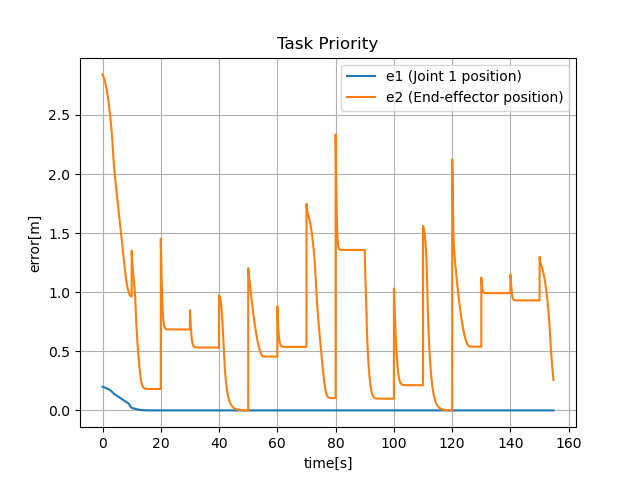 Task Priority
e1 (Joint 1 position)
e2 (End-effector position)
error[m]
2.5
2.0
1.5
1.0
0.5
0.0
0 20 40 60 80 100 120 140 160
time[s]